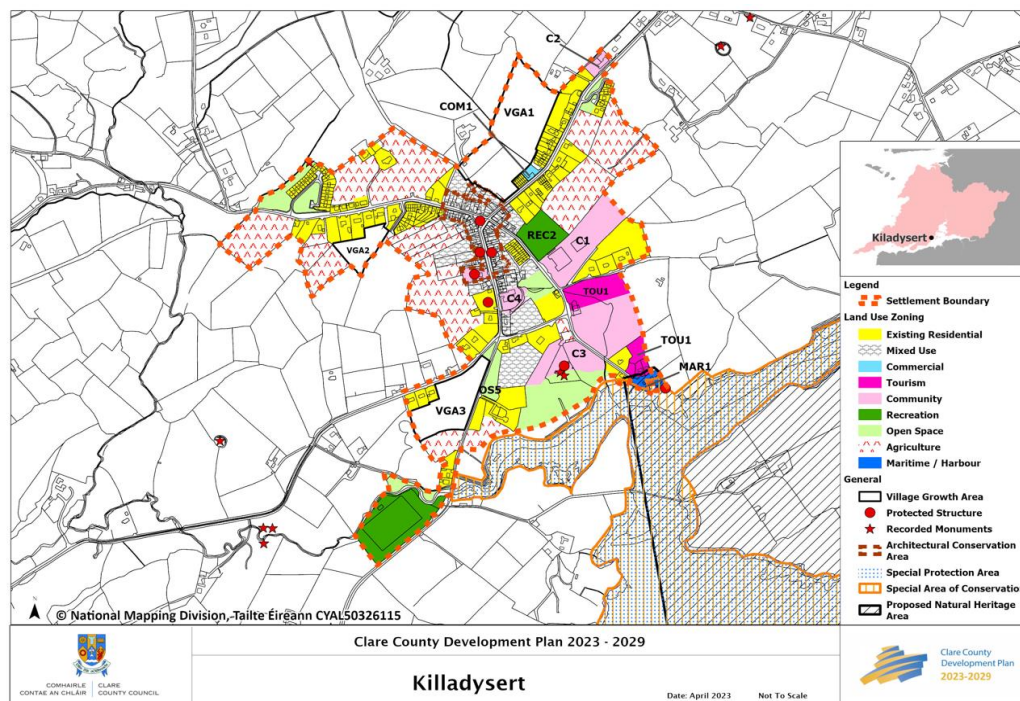 C2
COM1
VGA1
REC2
C1
VGA2
C4
TOU1
C3
TOU1
MAR1
OS5
VGA3
© National Mapping Division, Tailte Éireann CYAL50326115
Kiladysert
Legend
Settlement Boundary
Land Use Zoning
Existing Residential
Mixed Use
Commercial
Tourism
Community
Recreation
Open Space
Agriculture
Maritime / Harbour
General
Village Growth Area
Protected Structure
Recorded Monuments
Architectural Conservation
Area
Special Protection Area
Special Area of Conservation
Proposed Natural Heritage
Area
COMHAIRLE
CONTAE AN CHLÁIR
CLARE
COUNTY COUNCIL
Clare County Development Plan 2023 - 2029
Killadysert
Date: April 2023 Not To Scale
Clare County
Development Plan
2023-2029